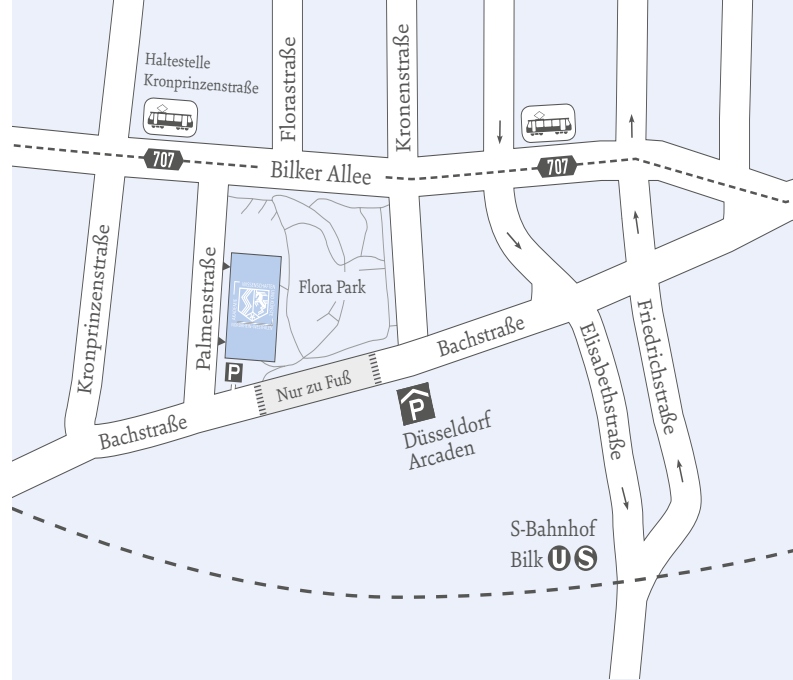 Haltestelle
Kronprinzenstraße
Florastraße
Kronenstraße
707
Bilker Allee
707
Kronprinzenstraße
Palmenstraße
Flora Park
P
Nur zu Fuß
Bachstraße
Bachstraße
P
Düsseldorf
Arcaden
Elisabethstraße
Friedrichstraße
S-Bahnhof
Bilk U S